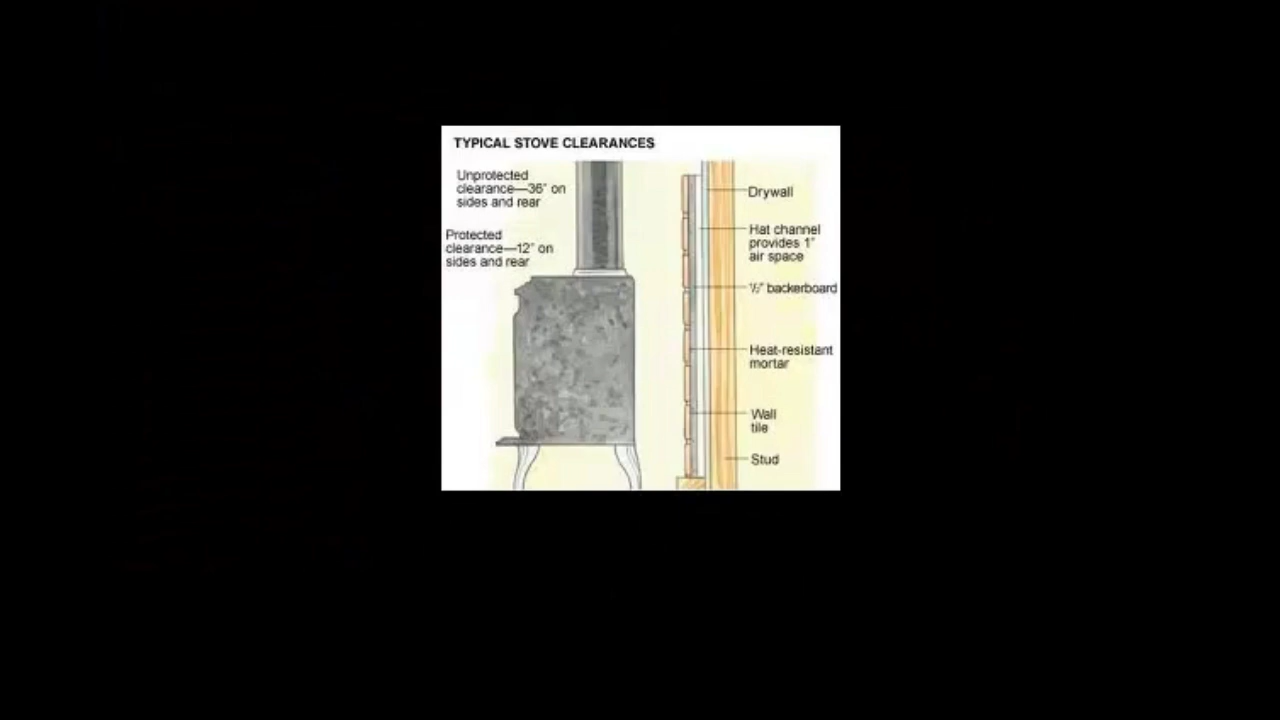 TYPICAL STOVE CLEARANCES
Unprotected
clearance—36" on
sides and rear
Protected
clearance—12" on
sides and rear
Drywall
Hat channel
provides 1"
air space
½" backerboard
Heat-resistant
mortar
Wall
tile
Stud